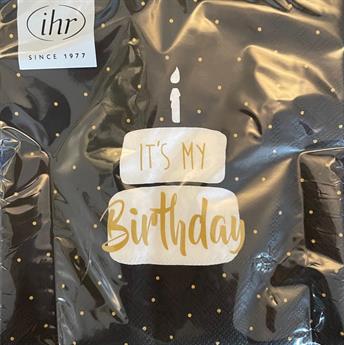 ihr
SINCE 1977
IT'S MY
Birthday